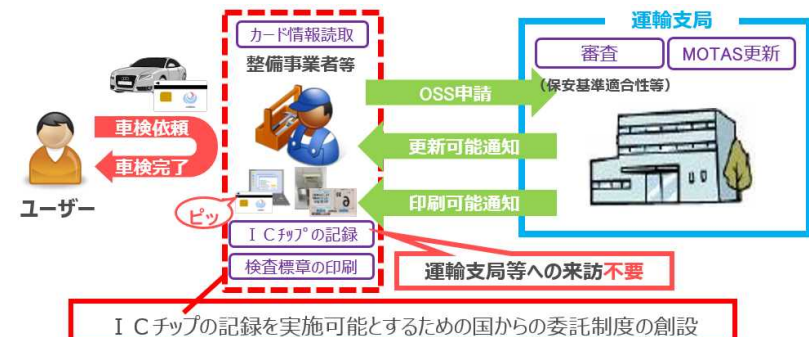 カード情報読取
整備事業者等
運輸支局
審査
MOTAS更新
(保安基準適合性等)
OSS申請
更新可能通知
印刷可能通知
車検依頼
車検完了
ユーザー
ピッ
ＩＣﾁｯﾌﾟの記録
検査標章の印刷
運輸支局等への来訪不要
ＩＣチップの記録を実施可能とするための国からの委託制度の創設